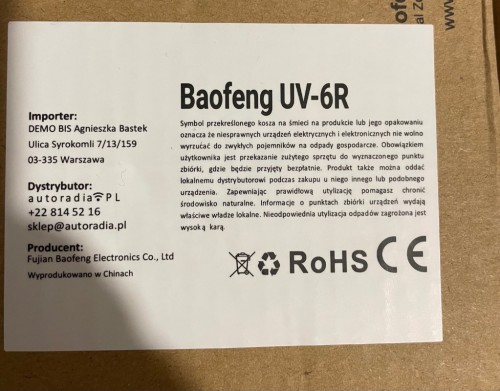 Importer:
DEMO BIS Agnieszka Bastek
Ulica Syrokomli 7/13/159
03-335 Warszawa
Dystrybutor:
autoradia PL
+22 814 52 16
sklep@autoradia.pl
Producent:
Fujian Baofeng Electronics Co., Ltd
Wyprodukowano w Chinach
Baofeng UV-6R
Symbol przekreślonego kosza na śmieci na produkcie lub jego opakowaniu
oznacza że niesprawnych urządzeń elektrycznych i elektronicznych nie wolno
wyrzucać do zwykłych pojemników na odpady gospodarcze. Obowiązkiem
użytkownika jest przekazanie zużytego sprzętu do wyznaczonego punktu
zbiórki, gdzie będzie przyjęty bezpłatnie. Produkt także można oddać
lokalnemu dystrybutorowi podczas zakupu u niego innego lub podobnego
urządzenia. Zapewniając prawidłową utylizację pomagasz chronić
środowisko naturalne. Informacje o punktach zbiórki urządzeń wydają
właściwe władze lokalne. Nieodpowiednia utylizacja odpadów zagrożona jest
wysoką karą.
RoHS CE
www